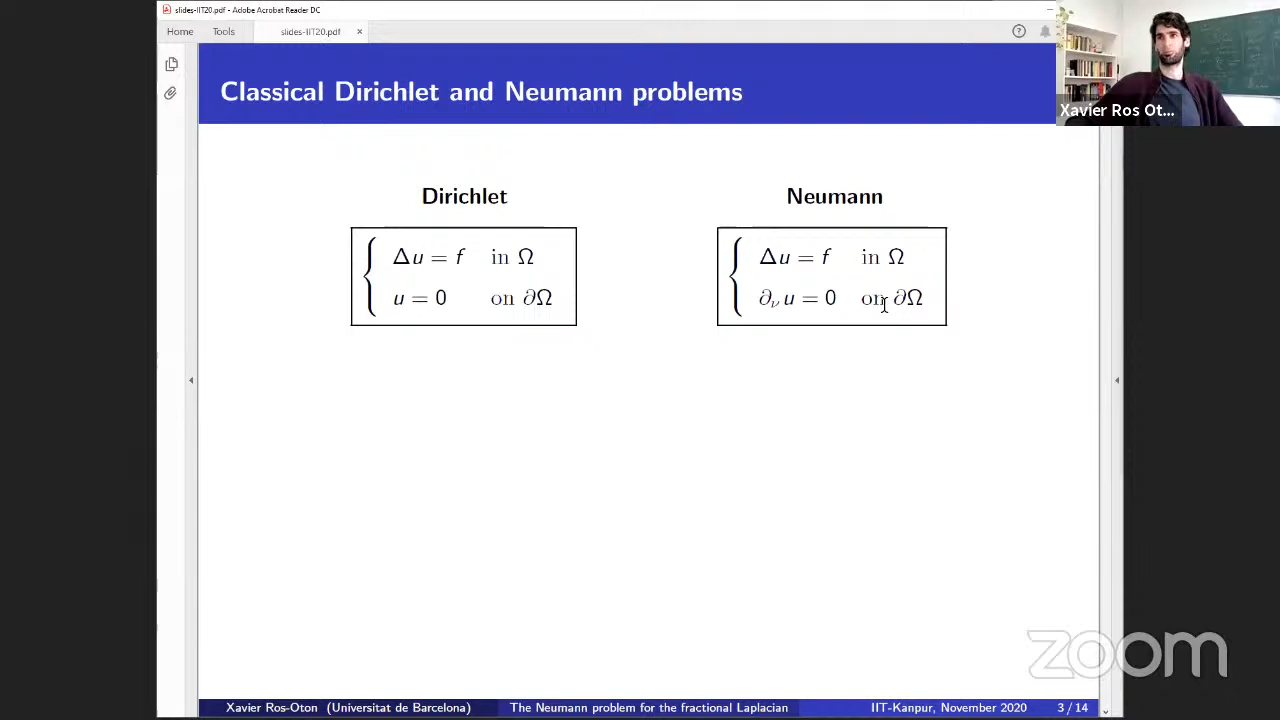 slides-IIT20.pdf - Adobe Acrobat Reader DC
Home Tools slides-IIT20.pdf ×
Classical Dirichlet and Neumann problems
Xavier Ros Ot...
Dirichlet
Δu = f in Ω
u = 0 on ∂Ω
Neumann
Δu = f in Ω
∂ᵥu = 0 on ∂Ω
zoom
Xavier Ros-Oton (Universitat de Barcelona) The Neumann problem for the fractional Laplacian IIT-Kanpur, November 2020 3 / 14